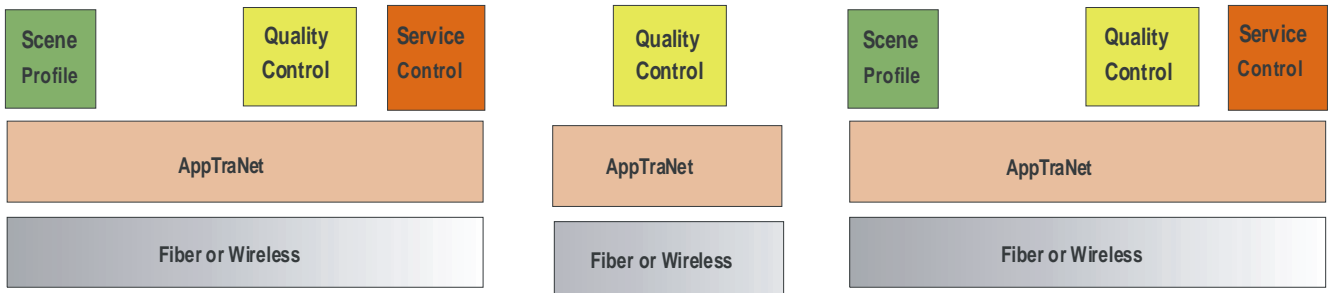 Scene
Profile
Quality
Control
Service
Control
AppTraNet
Fiber or Wireless
Quality
Control
AppTraNet
Fiber or Wireless
Scene
Profile
Quality
Control
Service
Control
AppTraNet
Fiber or Wireless